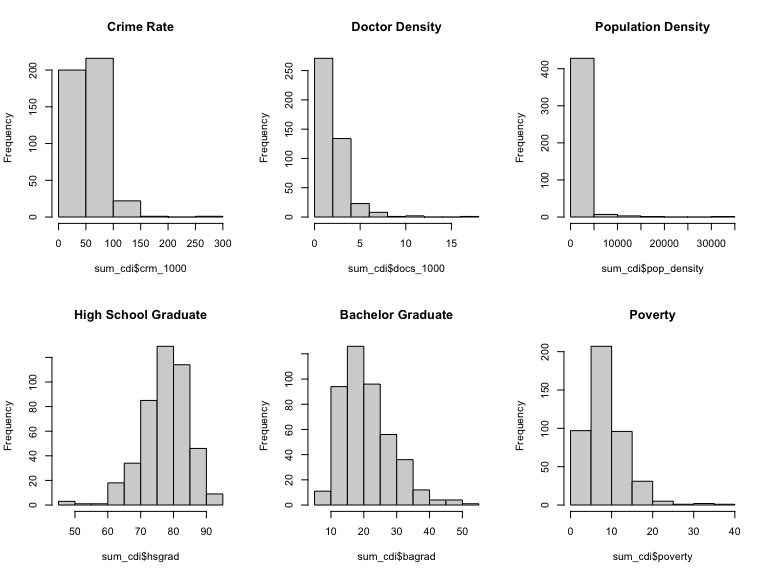 Crime Rate
Frequency
0 50 100 150 200
0 50 100 150 200 250 300
sum_cdi$crm_1000
Doctor Density
Frequency
0 50 100 150 200 250
0 5 10 15
sum_cdi$docs_1000
Population Density
Frequency
0 100 200 300 400
0 10000 20000 30000
sum_cdi$pop_density
High School Graduate
Frequency
0 20 40 60 80 100
50 60 70 80 90
sum_cdi$hsgrad
Bachelor Graduate
Frequency
0 20 40 60 80 100
10 20 30 40 50
sum_cdi$bagrad
Poverty
Frequency
0 50 100 150 200
0 10 20 30 40
sum_cdi$poverty